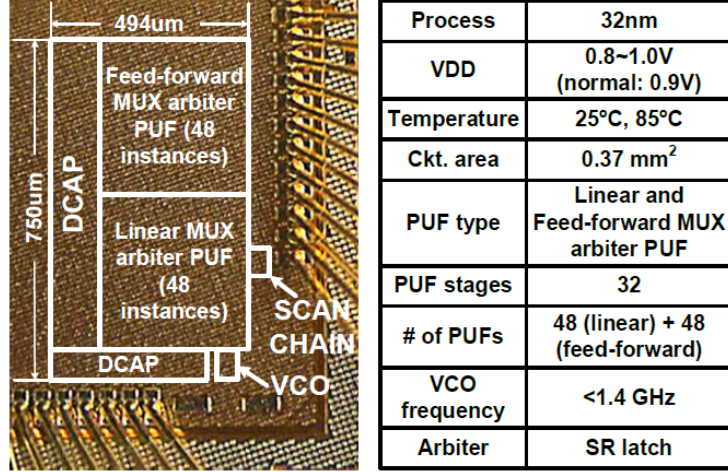 494um
750um
DCAP
Feed-forward
MUX arbiter
PUF (48
instances)
Linear MUX
arbiter PUF
(48
instances)
SCAN
CHAIN
DCAP
VCO
Process 32nm
VDD 0.8~1.0V
(normal: 0.9V)
Temperature 25ºC, 85ºC
Ckt. area 0.37 mm²
PUF type Linear and
Feed-forward MUX
arbiter PUF
PUF stages 32
# of PUFs 48 (linear) + 48
(feed-forward)
VCO
frequency <1.4 GHz
Arbiter SR latch